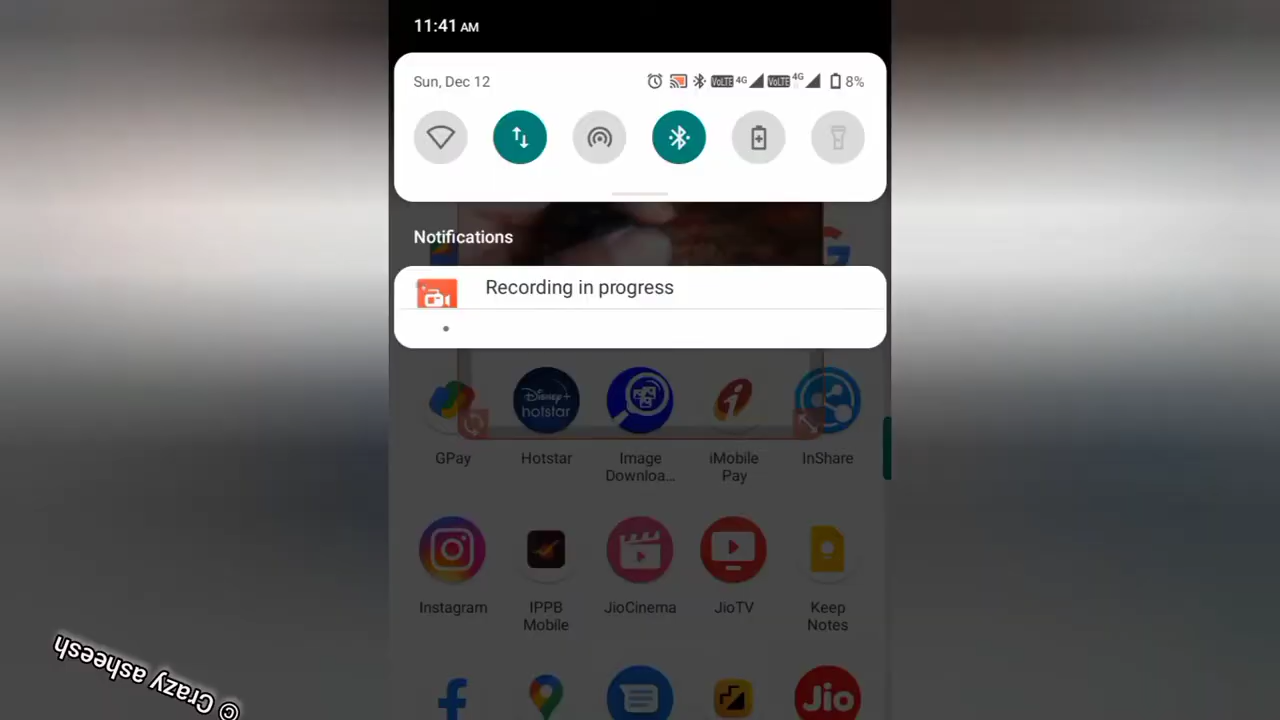 11:41 AM
Sun, Dec 12
VoLTE 4G VoLTE 4G 8%
Notifications
Recording in progress
Disney+
hotstar
GPay
Hotstar
Image
Downloa...
iMobile
Pay
InShare
Instagram
IPPB
Mobile
JioCinema
JioTV
Keep
Notes
Jio
© Crazy asheesh